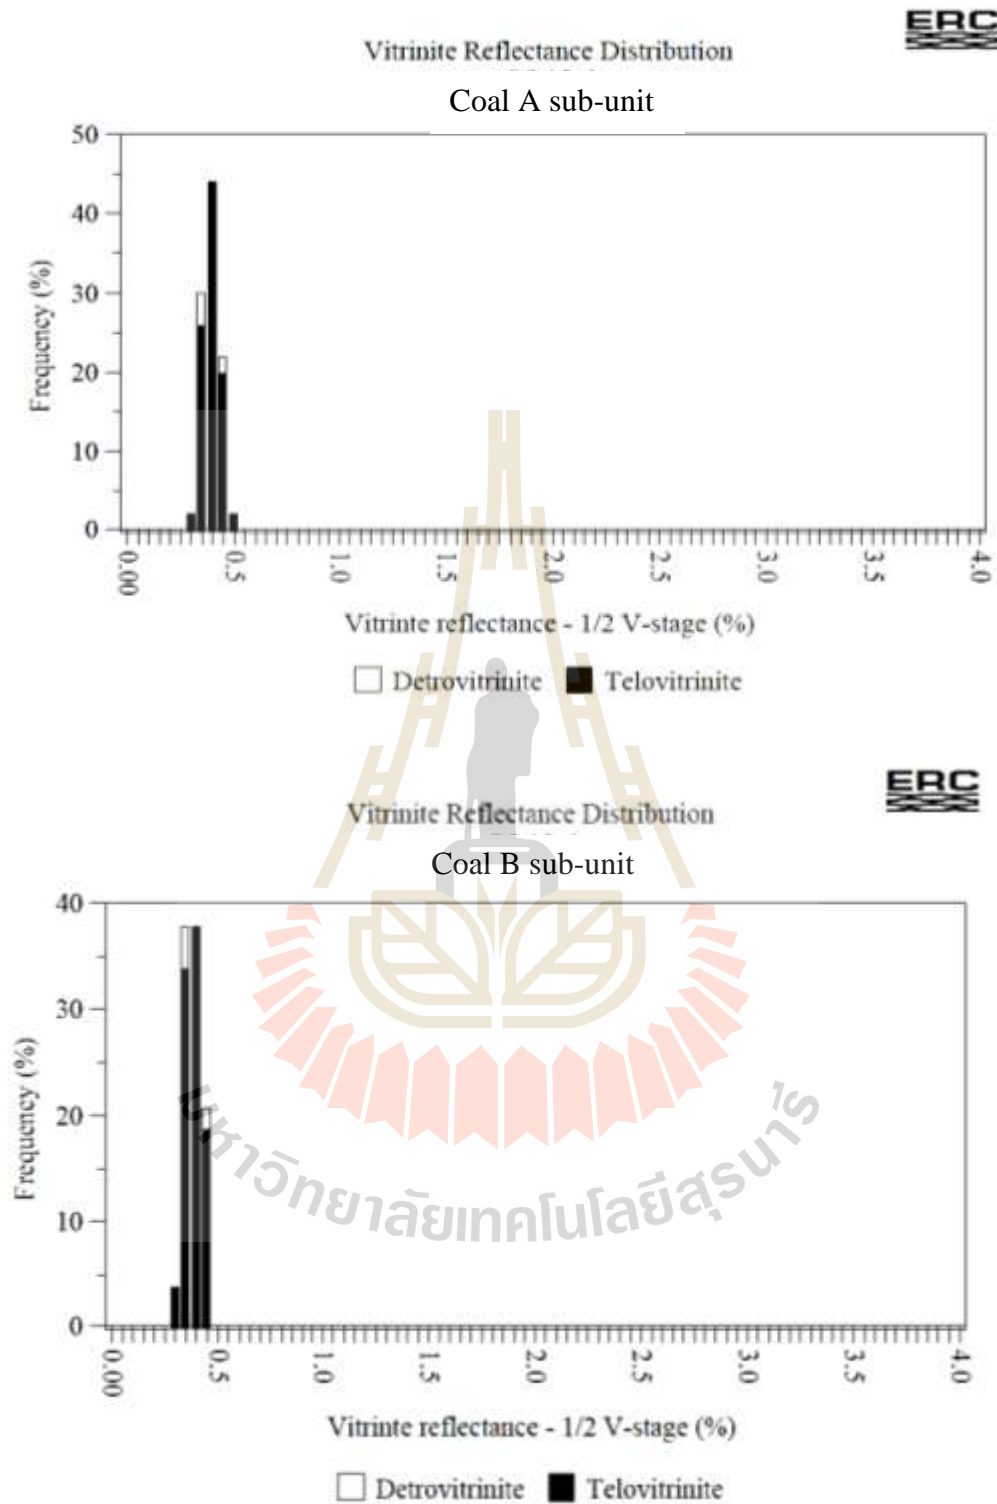 ERC
Vitrinite Reflectance Distribution
Coal A sub-unit
50
40
30
20
10
0
Frequency (%)
0.00 0.5 1.0 1.5 2.0 2.5 3.0 3.5 4.0
Vitrinte reflectance - 1/2 V-stage (%)
Detrovitrinite Telovitrinite
ERC
Vitrinite Reflectance Distribution
Coal B sub-unit
40
30
20
10
0
Frequency (%)
0.00 0.5 1.0 1.5 2.0 2.5 3.0 3.5 4.0
Vitrinte reflectance - 1/2 V-stage (%)
Detrovitrinite Telovitrinite
มหาวิทยาลัยเทคโนโลยีสุรนารี